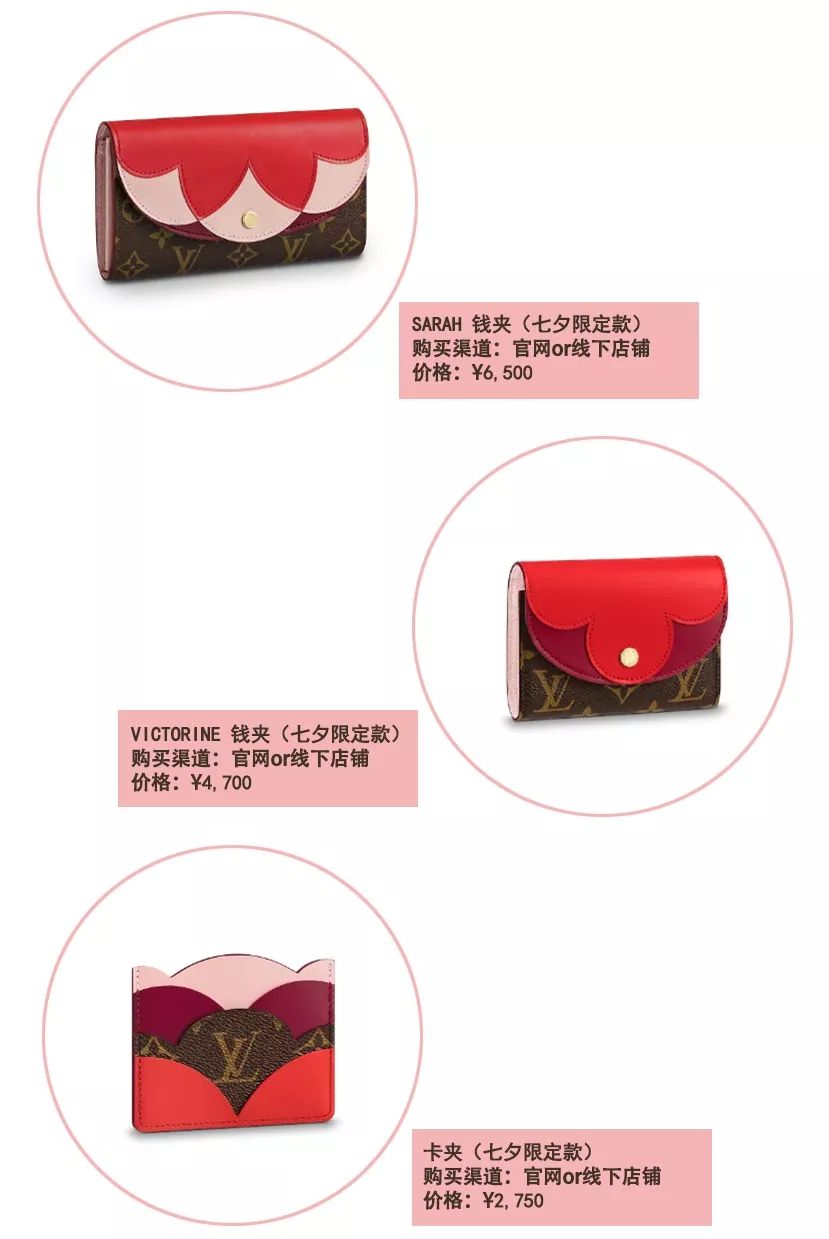 SARAH 钱夹（七夕限定款）
购买渠道：官网or线下店铺
价格：¥6,500
VICTORINE 钱夹（七夕限定款）
购买渠道：官网or线下店铺
价格：¥4,700
LV
卡夹（七夕限定款）
购买渠道：官网or线下店铺
价格：¥2,750